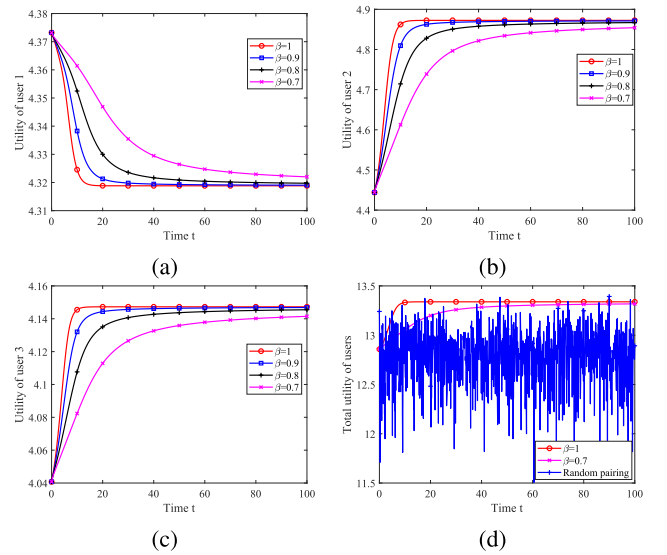 4.38
4.37
4.36
4.35
4.34
4.33
4.32
4.31
Utility of user 1
β=1
β=0.9
β=0.8
β=0.7
0 20 40 60 80 100
Time t
(a)
4.9
4.8
4.7
4.6
4.5
4.4
Utility of user 2
β=1
β=0.9
β=0.8
β=0.7
0 20 40 60 80 100
Time t
(b)
4.16
4.14
4.12
4.1
4.08
4.06
4.04
Utility of user 3
β=1
β=0.9
β=0.8
β=0.7
0 20 40 60 80 100
Time t
(c)
13.5
13
12.5
12
11.5
Total utility of users
β=1
β=0.7
Random pairing
0 20 40 60 80 100
Time t
(d)